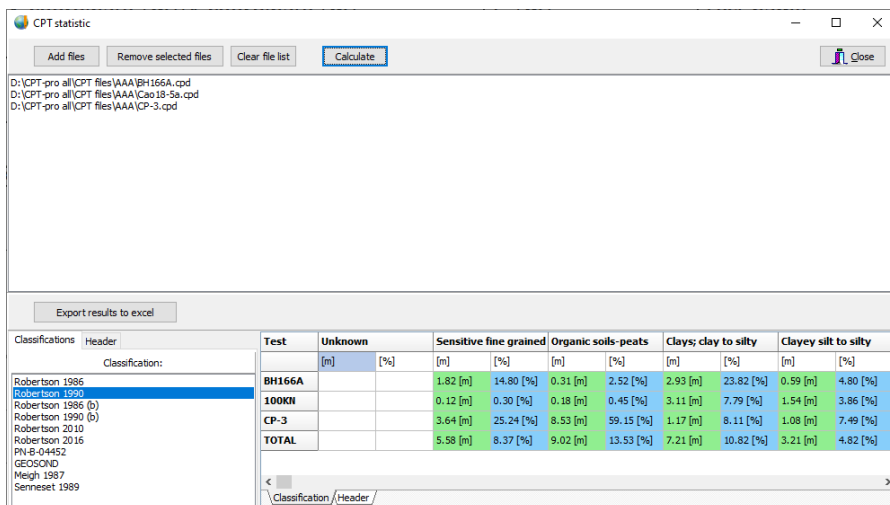 CPT statistic
Add files Remove selected files Clear file list Calculate Close
D:\CPT-pro all\CPT files\AAA\BH166A.cpd
D:\CPT-pro all\CPT files\AAA\Cao18-5a.cpd
D:\CPT-pro all\CPT files\AAA\CP-3.cpd
Export results to excel
Classifications Header
Classification:
Robertson 1986
Robertson 1990
Robertson 1986 (b)
Robertson 1990 (b)
Robertson 2010
Robertson 2016
PN-B-04452
GEOSOND
Meigh 1987
Senneset 1989
Test Unknown Sensitive fine grained Organic soils-peats Clays; clay to silty Clayey silt to silty
[m] [%] [m] [%] [m] [%] [m] [%] [m] [%]
BH166A 1.82 [m] 14.80 [%] 0.31 [m] 2.52 [%] 2.93 [m] 23.82 [%] 0.59 [m] 4.80 [%]
100KN 0.12 [m] 0.30 [%] 0.18 [m] 0.45 [%] 3.11 [m] 7.79 [%] 1.54 [m] 3.86 [%]
CP-3 3.64 [m] 25.24 [%] 8.53 [m] 59.15 [%] 1.17 [m] 8.11 [%] 1.08 [m] 7.49 [%]
TOTAL 5.58 [m] 8.37 [%] 9.02 [m] 13.53 [%] 7.21 [m] 10.82 [%] 3.21 [m] 4.82 [%]
Classification Header